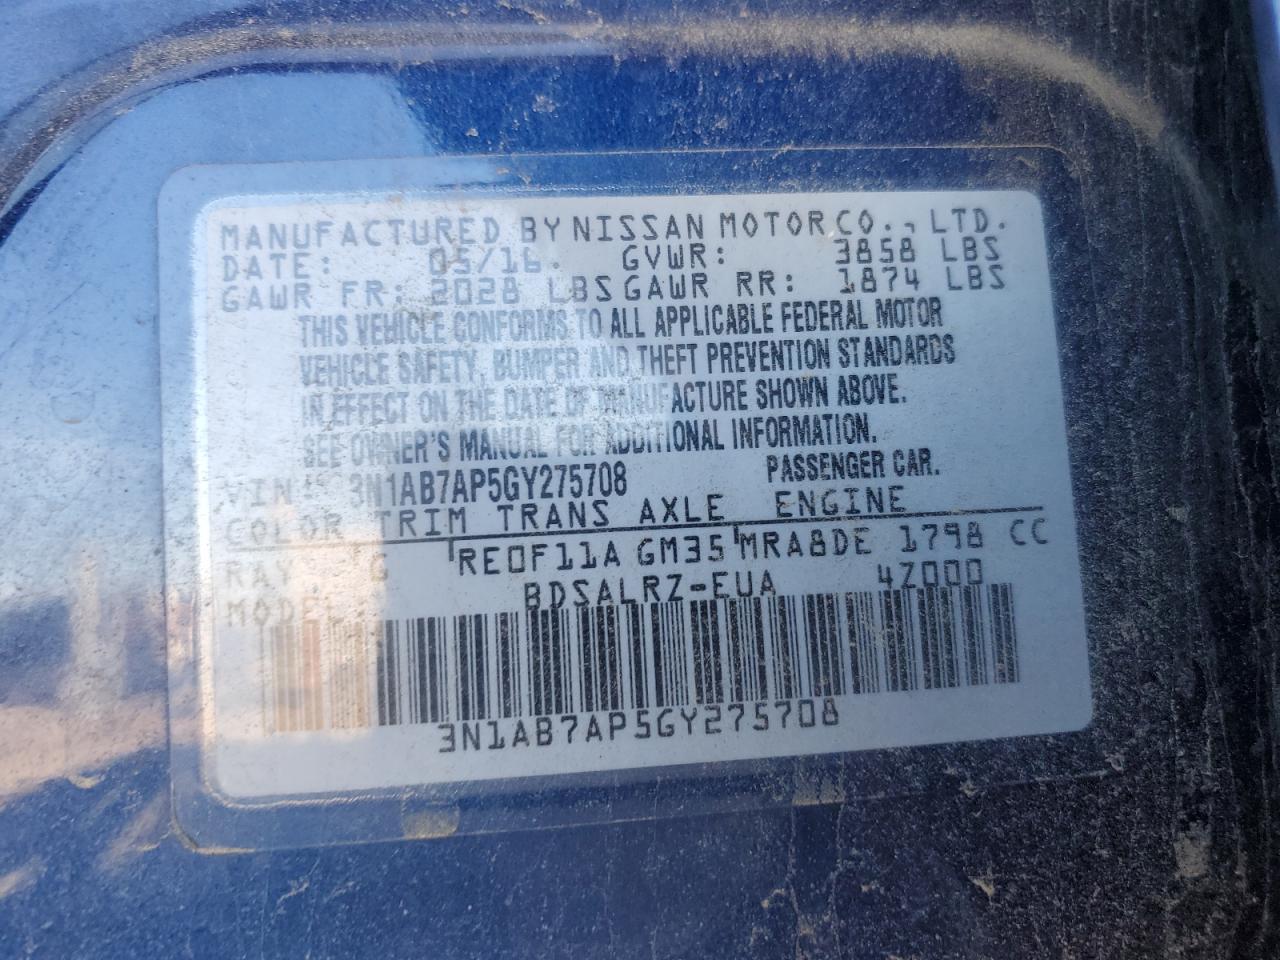 MANUFACTURED BY NISSAN MOTOR CO., LTD.
DATE: 05/16 GVWR: 3858 LBS
GAWR FR: 2028 LBS GAWR RR: 1874 LBS
THIS VEHICLE CONFORMS TO ALL APPLICABLE FEDERAL MOTOR
VEHICLE SAFETY, BUMPER AND THEFT PREVENTION STANDARDS
IN EFFECT ON THE DATE OF MANUFACTURE SHOWN ABOVE.
SEE OWNER'S MANUAL FOR ADDITIONAL INFORMATION.
VIN 3N1AB7AP5GY275708 PASSENGER CAR.
COLOR TRIM TRANS AXLE ENGINE
RAY G RE0F11A GM35 MRA8DE 1798 CC
MODEL BDSALRZ-EUA 4Z000
3N1AB7AP5GY275708